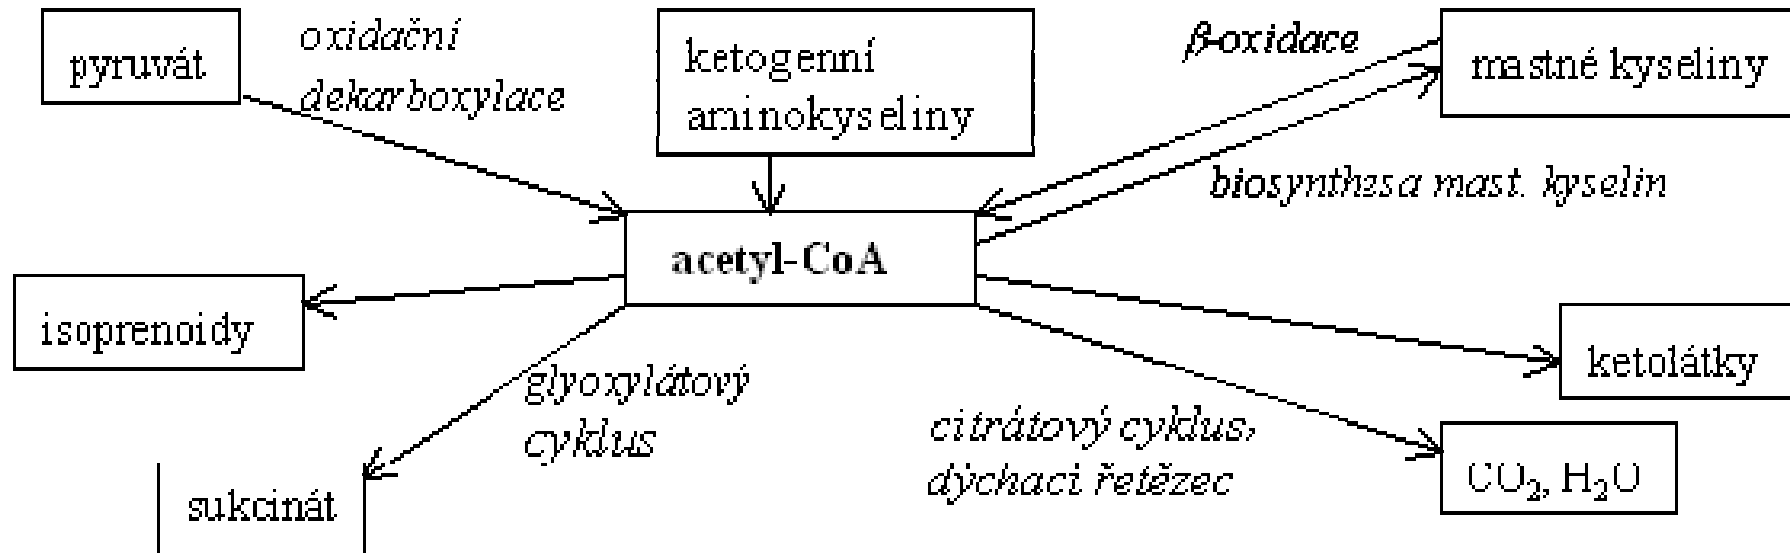 pyruvát
oxidační
dekarboxylace
ketogenní
aminokyseliny
β-oxidace
mastné kyseliny
biosynthesa mast. kyselin
acetyl-CoA
isoprenoidy
ketolátky
glyoxylátový
cyklus
citrátový cyklus,
dýchací řetězec
CO₂, H₂O
sukcinát